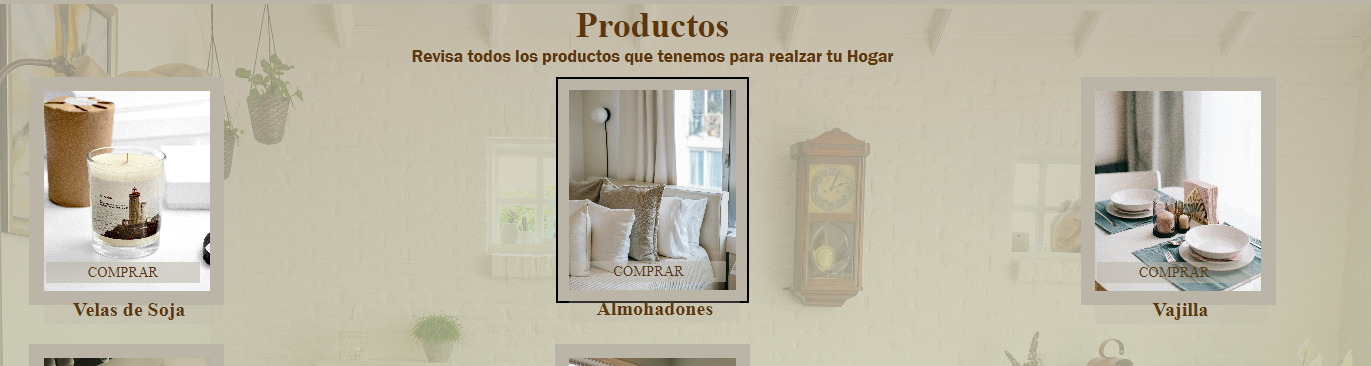 Productos
Revisa todos los productos que tenemos para realzar tu Hogar
COMPRAR
COMPRAR
COMPRAR
Velas de Soja
Almohadones
Vajilla